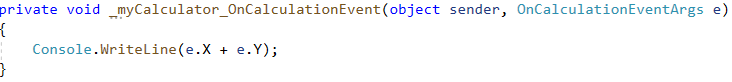 private void _myCalculator_OnCalculationEvent(object sender, OnCalculationEventArgs e)
{
    Console.WriteLine(e.X + e.Y);
}